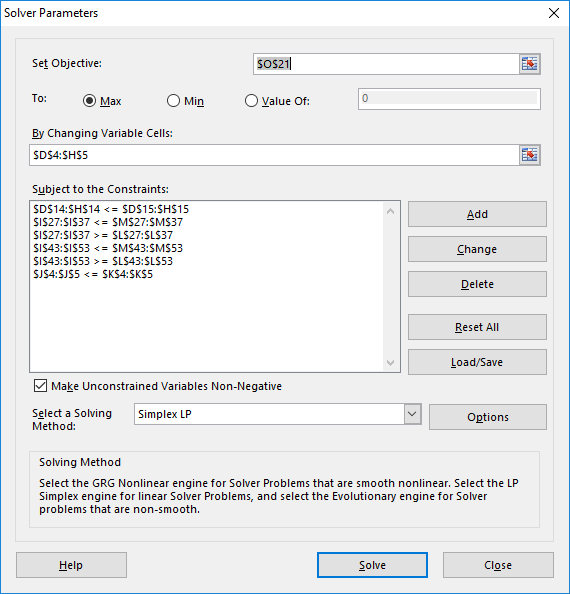 Solver Parameters
Set Objective:
$O$21
To:
Max
Min
Value Of:
0
By Changing Variable Cells:
$D$4:$H$5
Subject to the Constraints:
$D$14:$H$14 <= $D$15:$H$15
$I$27:$I$37 <= $M$27:$M$37
$I$27:$I$37 >= $L$27:$L$37
$I$43:$I$53 <= $M$43:$M$53
$I$43:$I$53 >= $L$43:$L$53
$J$4:$J$5 <= $K$4:$K$5
Add
Change
Delete
Reset All
Load/Save
Make Unconstrained Variables Non-Negative
Select a Solving
Method:
Simplex LP
Options
Solving Method
Select the GRG Nonlinear engine for Solver Problems that are smooth nonlinear. Select the LP
Simplex engine for linear Solver Problems, and select the Evolutionary engine for Solver
problems that are non-smooth.
Help
Solve
Close